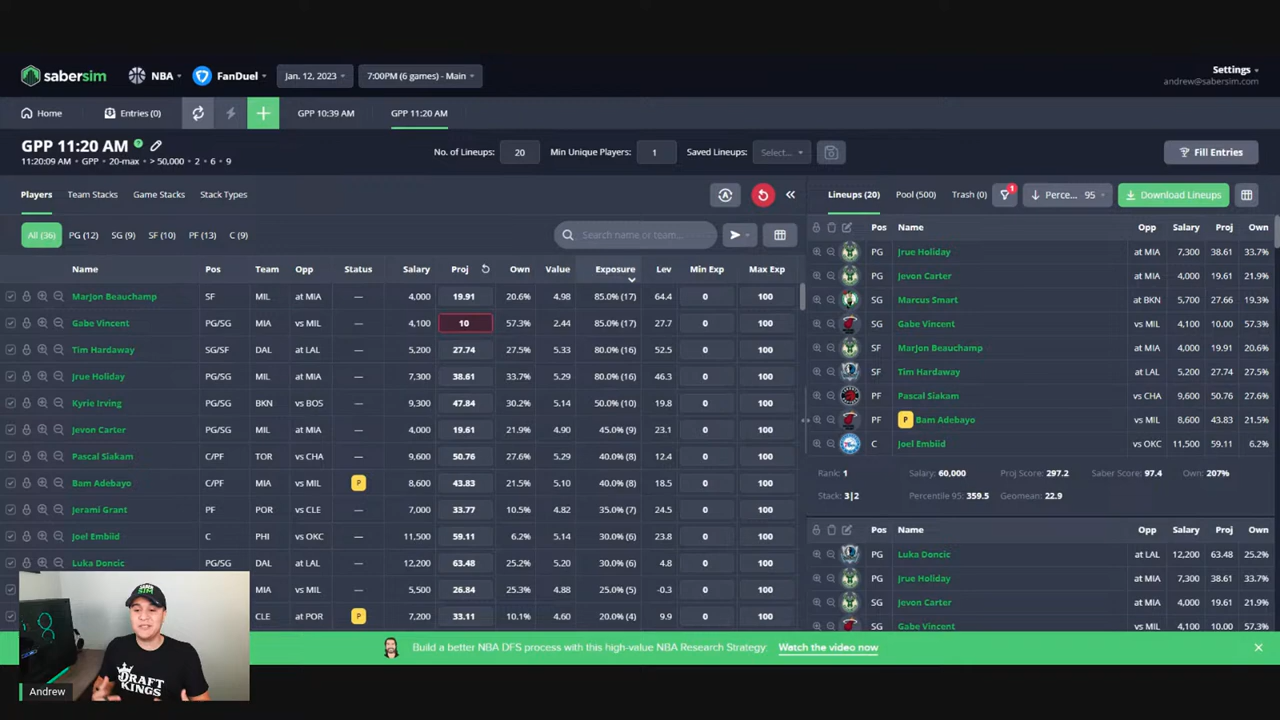 sabersim NBA FanDuel Jan. 12, 2023 7:00PM (6 games) - Main Settings
andrew@sabersim.com
Home Entries (0) + GPP 10:39 AM GPP 11:20 AM
GPP 11:20 AM
11:20:09 AM • GPP • 20-max • > 50,000 • 2 • 6 • 9
No. of Lineups: 20 Min Unique Players: 1 Saved Lineups: Select... Fill Entries
Players Team Stacks Game Stacks Stack Types
All (36) PG (12) SG (9) SF (10) PF (13) C (9) Search name or team...
Name Pos Team Opp Status Salary Proj Own Value Exposure Lev Min Exp Max Exp
Marjon Beauchamp SF MIL at MIA — 4,000 19.91 20.6% 4.98 85.0% (17) 64.4 0 100
Gabe Vincent PG/SG MIA vs MIL — 4,100 10 57.3% 2.44 85.0% (17) 27.7 0 100
Tim Hardaway SG/SF DAL at LAL — 5,200 27.74 27.5% 5.33 80.0% (16) 52.5 0 100
Jrue Holiday PG/SG MIL at MIA — 7,300 38.61 33.7% 5.29 80.0% (16) 46.3 0 100
Kyrie Irving PG/SG BKN vs BOS — 9,300 47.84 30.2% 5.14 50.0% (10) 19.8 0 100
Jevon Carter PG/SG MIL at MIA — 4,000 19.61 21.9% 4.90 45.0% (9) 23.1 0 100
Pascal Siakam C/PF TOR vs CHA — 9,600 50.76 27.6% 5.29 40.0% (8) 12.4 0 100
Bam Adebayo C/PF MIA vs MIL P 8,600 43.83 21.5% 5.10 40.0% (8) 18.5 0 100
Jerami Grant PF POR vs CLE — 7,000 33.77 10.5% 4.82 35.0% (7) 24.5 0 100
Joel Embiid C PHI vs OKC — 11,500 59.11 6.2% 5.14 30.0% (6) 23.8 0 100
Luka Doncic PG/SG DAL at LAL — 12,200 63.48 25.2% 5.20 30.0% (6) 4.8 0 100
MIA vs MIL — 5,500 26.84 25.3% 4.88 25.0% (5) -0.3 0 100
CLE at POR P 7,200 33.11 10.1% 4.60 20.0% (4) 9.9 0 100
Lineups (20) Pool (500) Trash (0) 1 Perce... 95 Download Lineups
Pos Name Opp Salary Proj Own
PG Jrue Holiday at MIA 7,300 38.61 33.7%
PG Jevon Carter at MIA 4,000 19.61 21.9%
SG Marcus Smart at BKN 5,700 27.66 19.3%
SG Gabe Vincent vs MIL 4,100 10.00 57.3%
SF MarJon Beauchamp at MIA 4,000 19.91 20.6%
SF Tim Hardaway at LAL 5,200 27.74 27.5%
PF Pascal Siakam vs CHA 9,600 50.76 27.6%
PF P Bam Adebayo vs MIL 8,600 43.83 21.5%
C Joel Embiid vs OKC 11,500 59.11 6.2%
Rank: 1 Salary: 60,000 Proj Score: 297.2 Saber Score: 97.4 Own: 207%
Stack: 3|2 Percentile 95: 359.5 Geomean: 22.9
Pos Name Opp Salary Proj Own
PG Luka Doncic at LAL 12,200 63.48 25.2%
PG Jrue Holiday at MIA 7,300 38.61 33.7%
SG Jevon Carter at MIA 4,000 19.61 21.9%
SG Gabe Vincent vs MIL 4,100 10.00 57.3%
Build a better NBA DFS process with this high-value NBA Research Strategy: Watch the video now
DRAFT
KINGS
Andrew